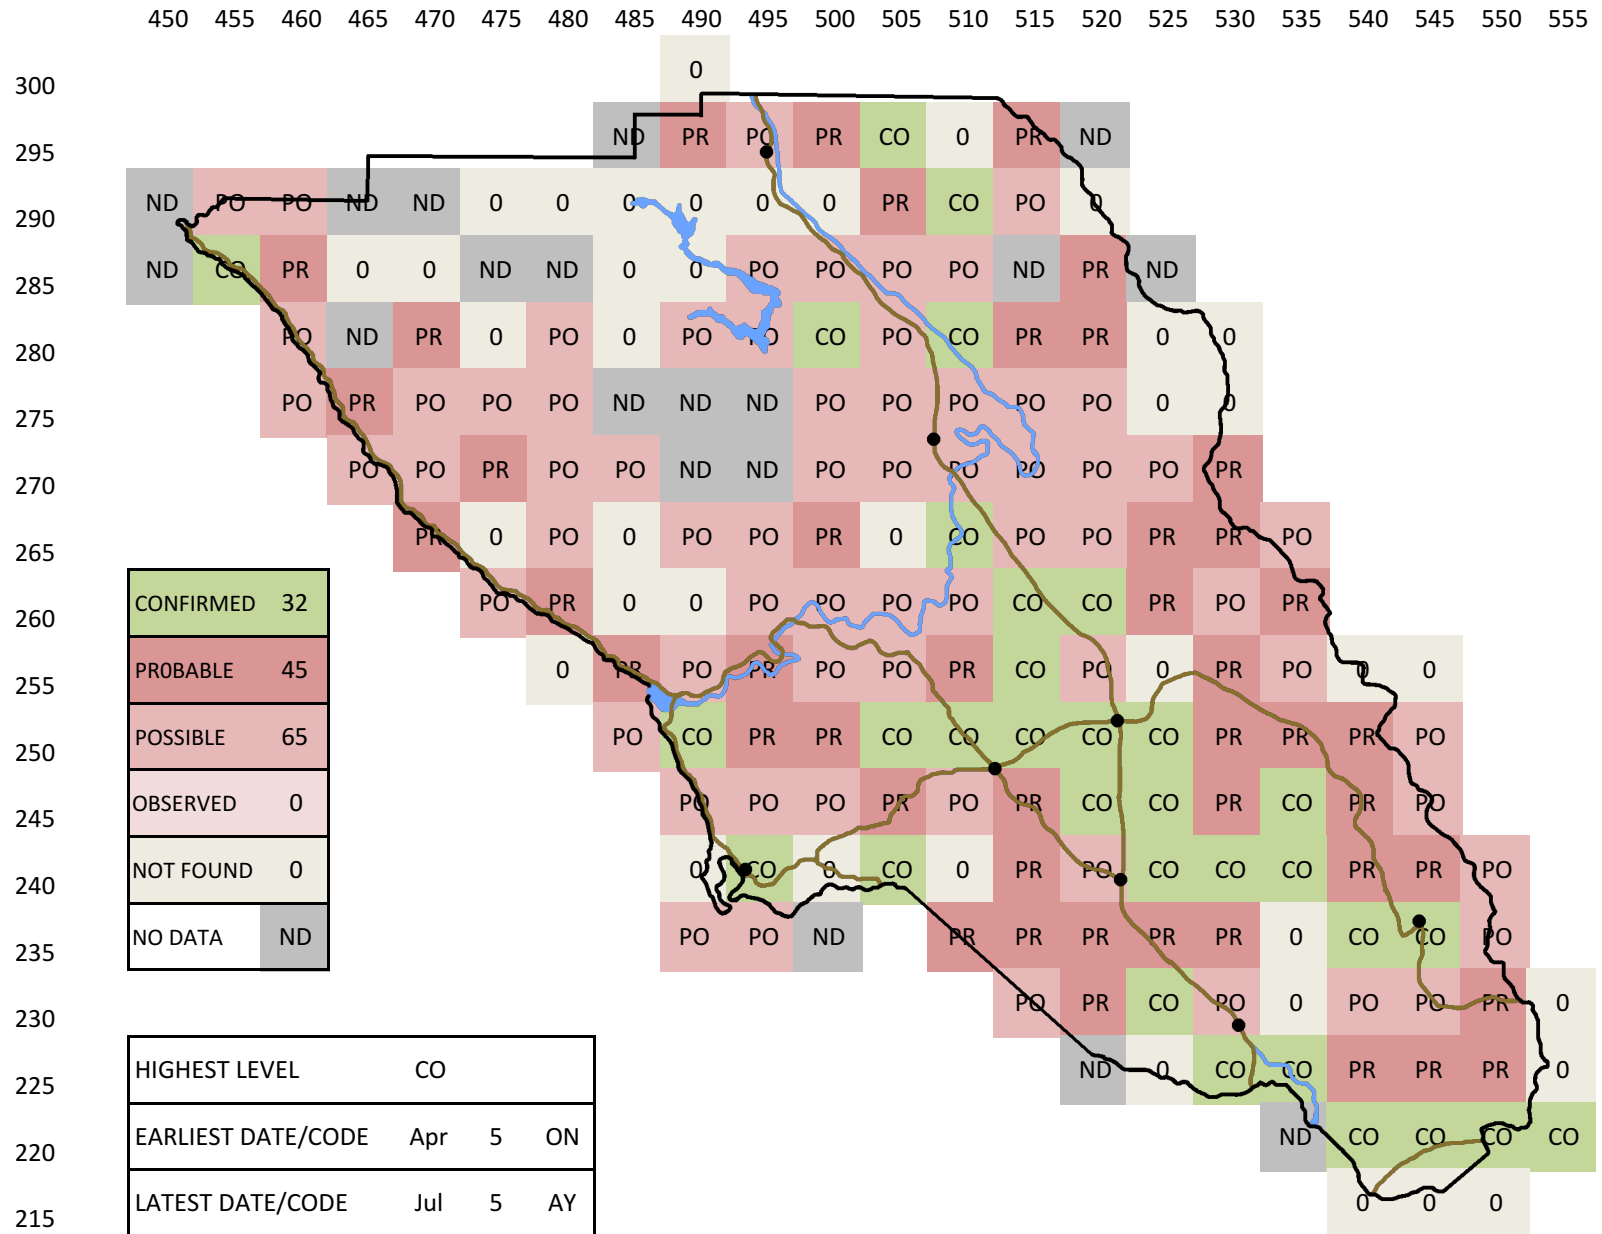 450 455 460 465 470 475 480 485 490 495 500 505 510 515 520 525 530 535 540 545 550 555
0
300
ND PR PO PR CO 0 PR ND
295
ND PO PO ND ND 0 0 0 0 0 0 PR CO PO 0
290
ND CO PR 0 0 ND ND 0 0 PO PO PO PO ND PR ND
285
PO ND PR 0 PO 0 PO PO CO PO CO PR PR 0 0
280
PO PR PO PO PO ND ND ND PO PO PO PO PO 0 0
275
PO PO PR PO PO ND ND PO PO PO PO PO PO PR
270
PR 0 PO 0 PO PO PR 0 CO PO PO PR PR PO
265
PO PR 0 0 PO PO PO PO CO CO PR PO PR
260
0 PR PO PR PO PO PR CO PO 0 PR PO 0 0
255
PO CO PR PR CO CO CO CO CO PR PR PR PO
250
PO PO PO PR PO PR CO CO PR CO PR PO
245
0 CO 0 CO 0 PR PO CO CO CO PR PR PO
240
PO PO ND PR PR PR PR PR 0 CO CO PO
235
PO PR CO PO 0 PO PO PR 0
230
ND 0 CO CO PR PR PR 0
225
ND CO CO CO CO
220
0 0 0
215
CONFIRMED 32
PR0BABLE 45
POSSIBLE 65
OBSERVED 0
NOT FOUND 0
NO DATA ND
HIGHEST LEVEL CO
EARLIEST DATE/CODE Apr 5 ON
LATEST DATE/CODE Jul 5 AY